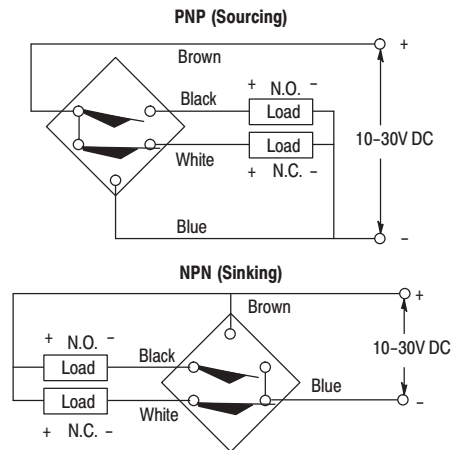 PNP (Sourcing)
+
Brown
Black
+ N.O. −
Load
10–30V DC
Load
White
+ N.C. −
Blue
−
NPN (Sinking)
+
Brown
+ N.O. −
Black
10–30V DC
Load
Blue
Load
White
−
+ N.C. −